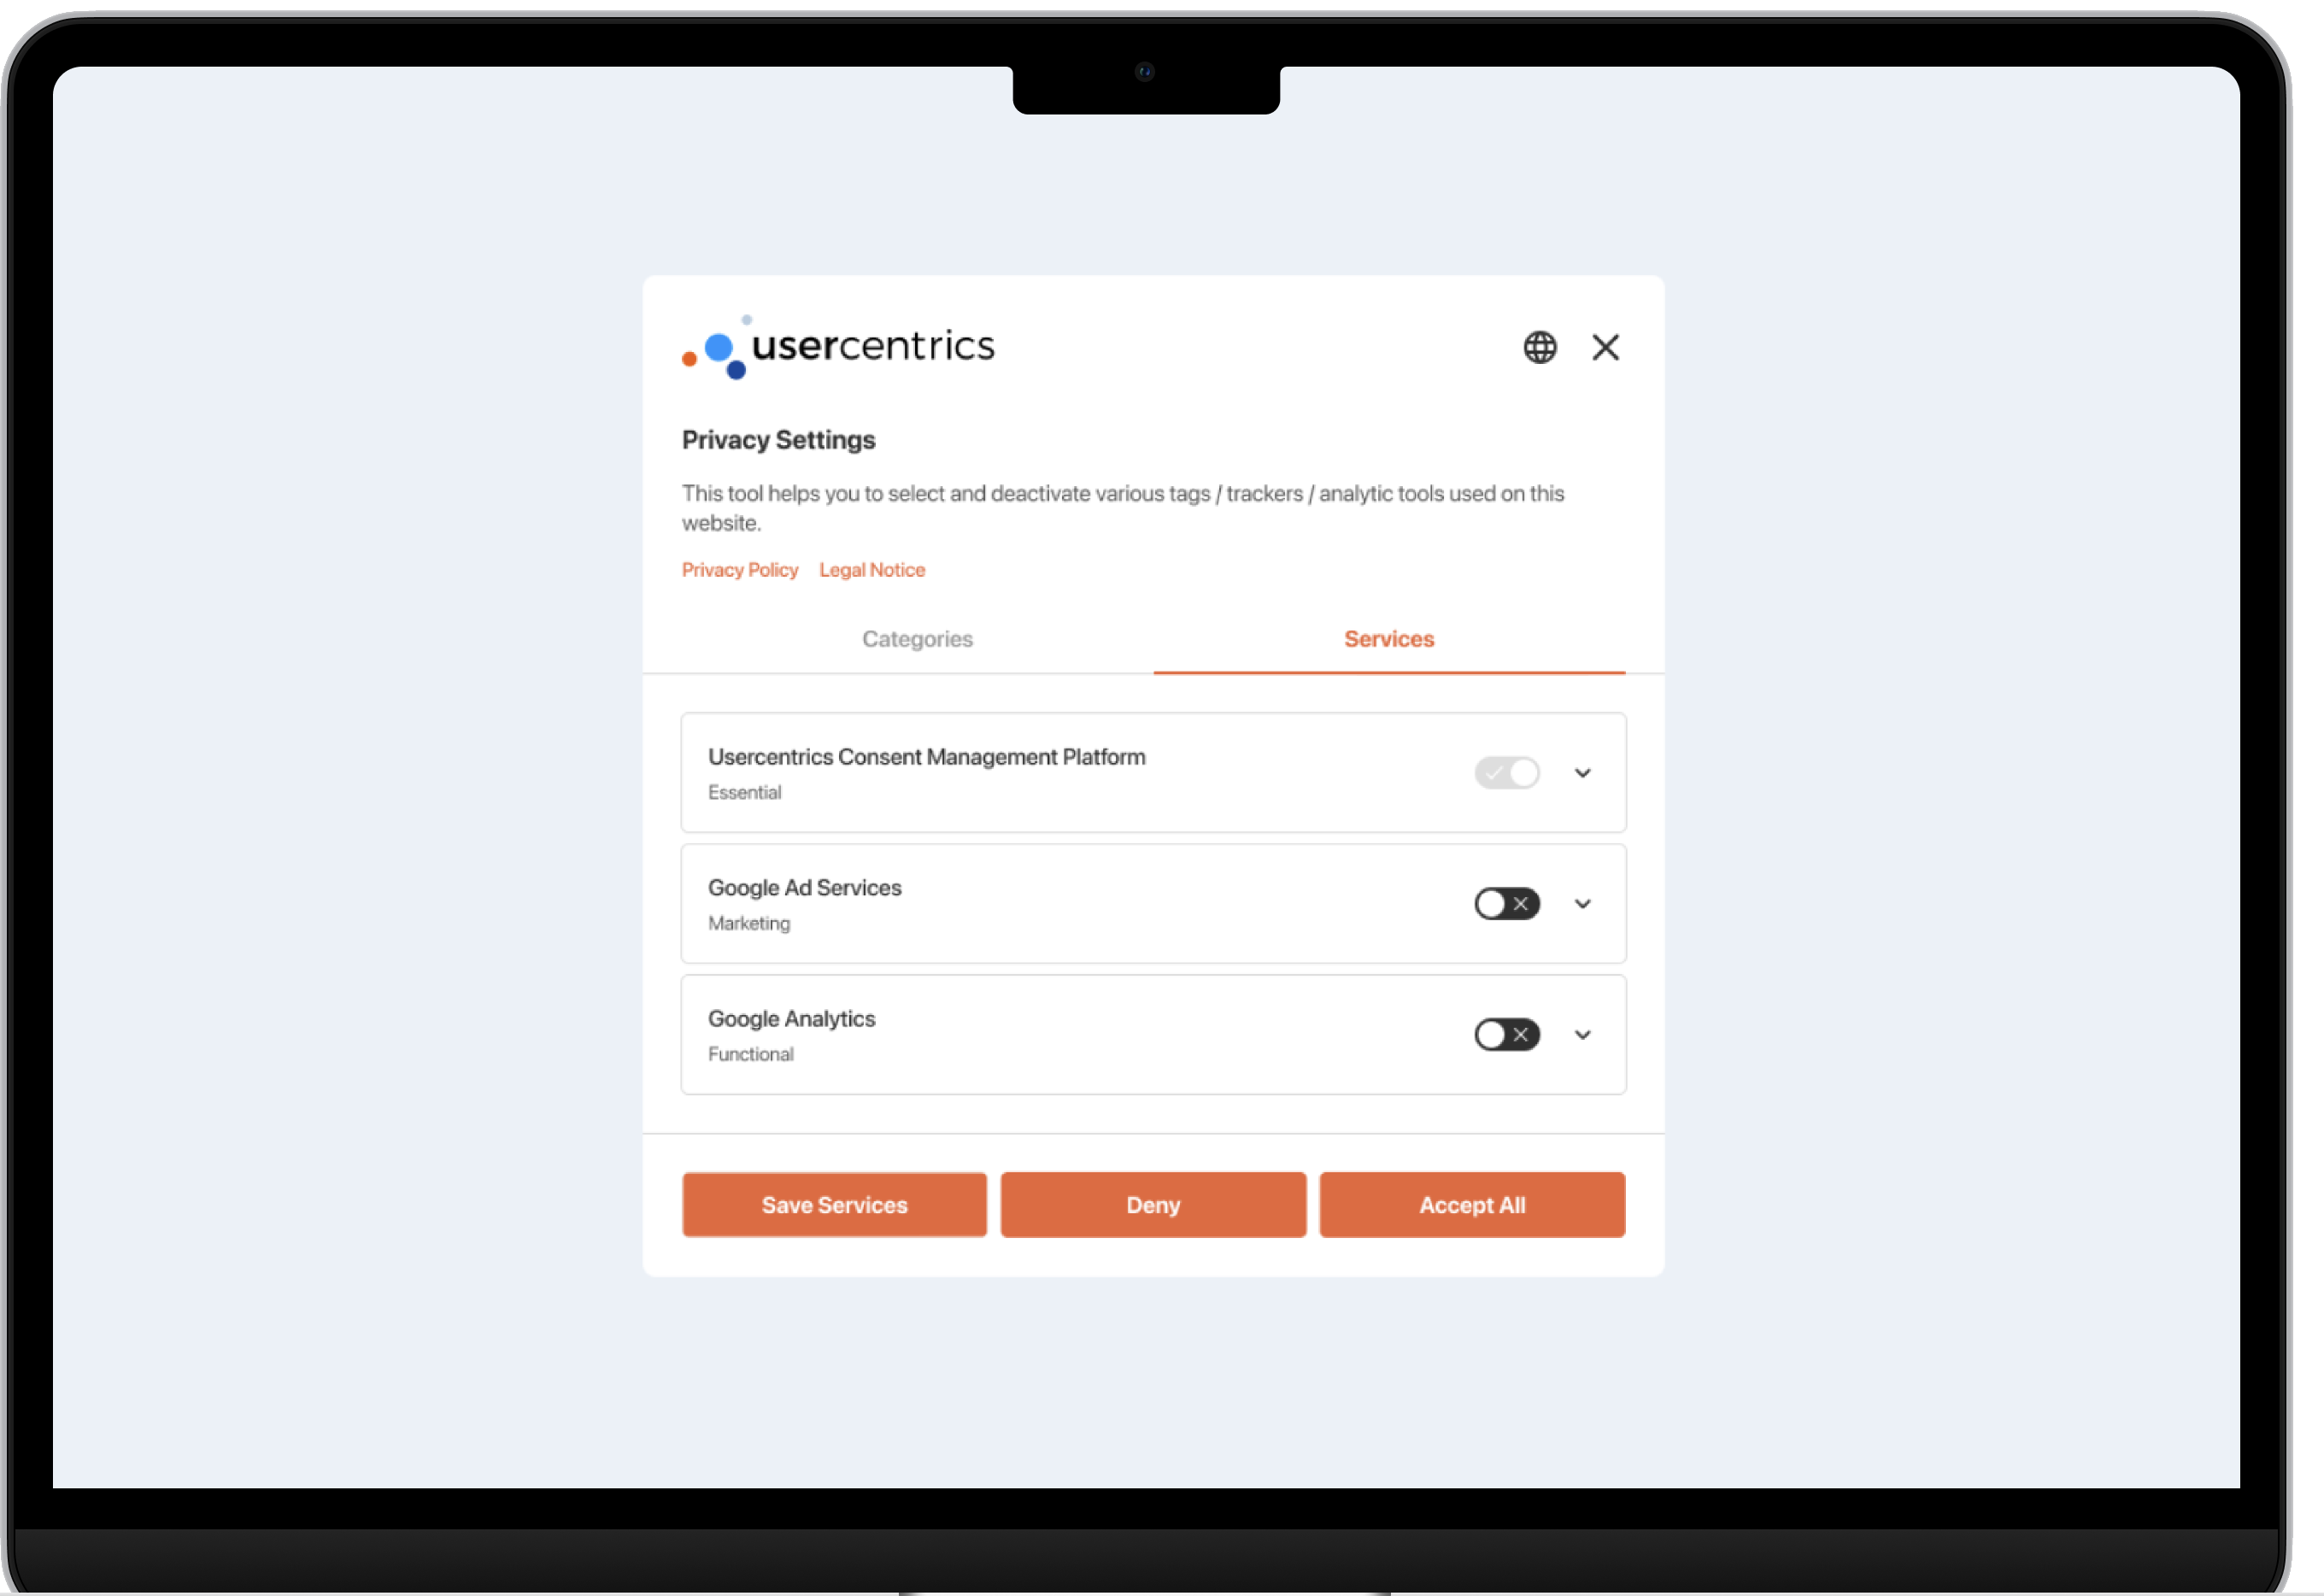 usercentrics
Privacy Settings
This tool helps you to select and deactivate various tags / trackers / analytic tools used on this
website.
Privacy Policy Legal Notice
Categories Services
Usercentrics Consent Management Platform
Essential
Google Ad Services
Marketing
Google Analytics
Functional
Save Services Deny Accept All